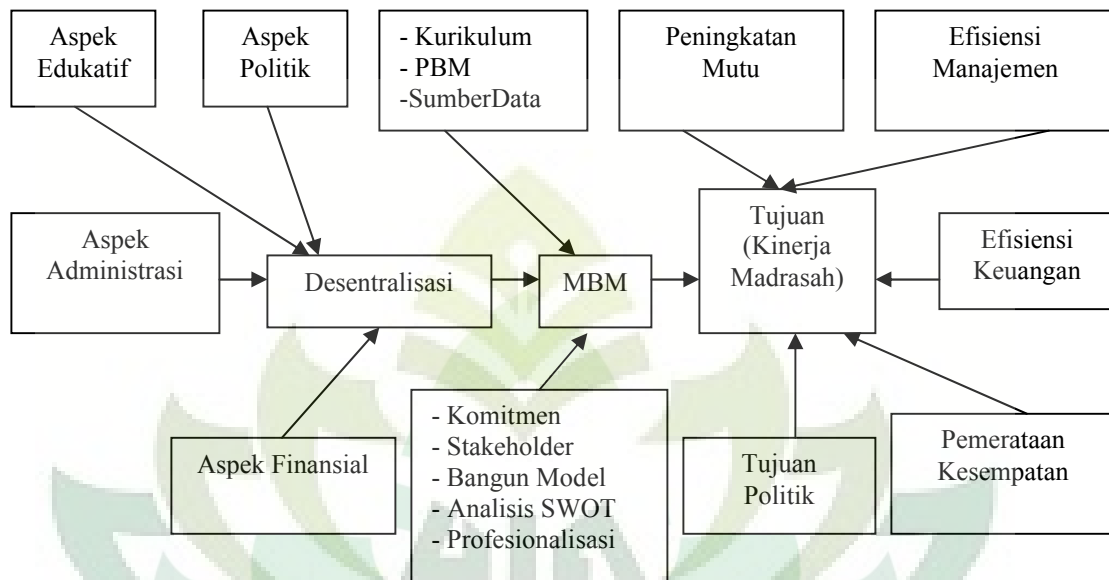 Aspek
Edukatif
Aspek
Politik
- Kurikulum
- PBM
-SumberData
Peningkatan
Mutu
Efisiensi
Manajemen
Aspek
Administrasi
Desentralisasi
MBM
Tujuan
(Kinerja
Madrasah)
Efisiensi
Keuangan
Aspek Finansial
- Komitmen
- Stakeholder
- Bangun Model
- Analisis SWOT
- Profesionalisasi
Tujuan
Politik
Pemerataan
Kesempatan